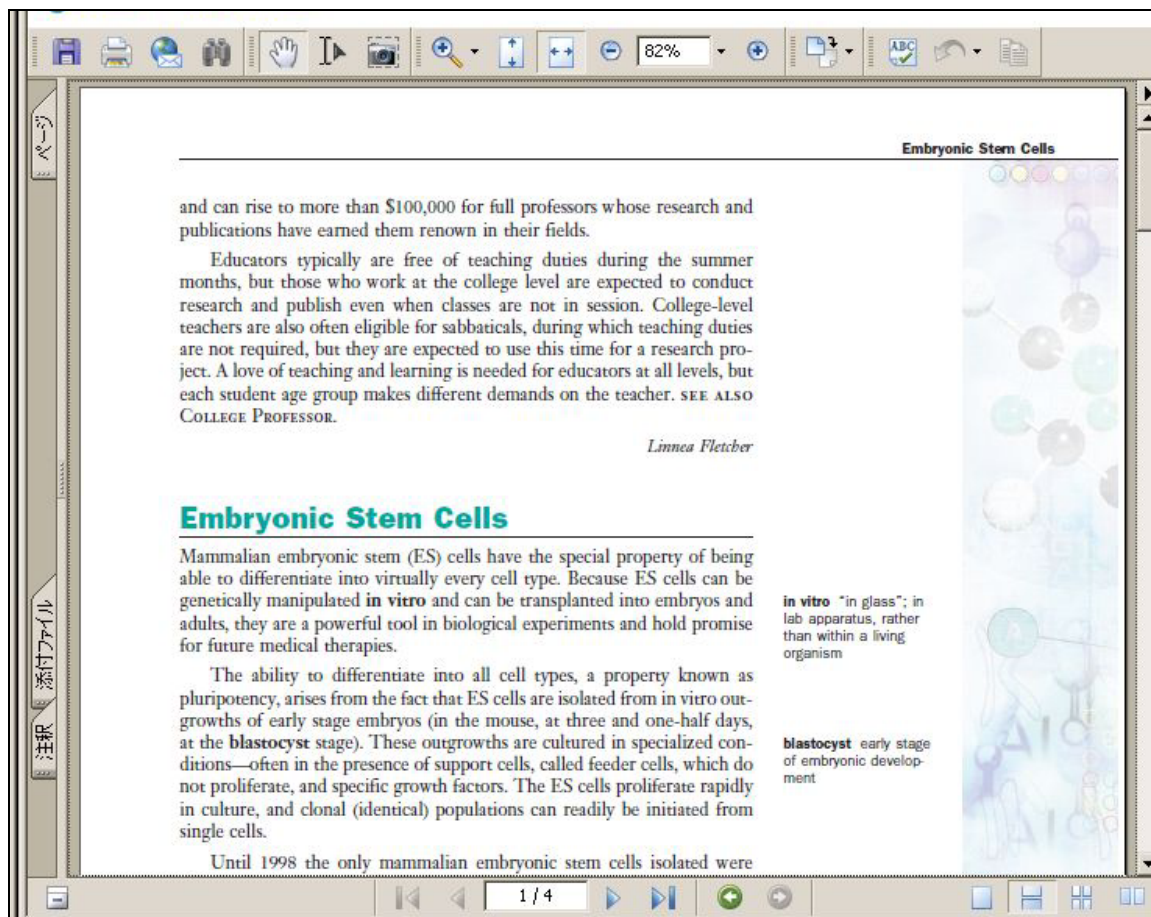 82%
ABC
ページ
Embryonic Stem Cells
and can rise to more than $100,000 for full professors whose research and
publications have earned them renown in their fields.
Educators typically are free of teaching duties during the summer
months, but those who work at the college level are expected to conduct
research and publish even when classes are not in session. College-level
teachers are also often eligible for sabbaticals, during which teaching duties
are not required, but they are expected to use this time for a research pro-
ject. A love of teaching and learning is needed for educators at all levels, but
each student age group makes different demands on the teacher. SEE ALSO
COLLEGE PROFESSOR.
Linnea Fletcher
Embryonic Stem Cells
Mammalian embryonic stem (ES) cells have the special property of being
able to differentiate into virtually every cell type. Because ES cells can be
genetically manipulated in vitro and can be transplanted into embryos and
adults, they are a powerful tool in biological experiments and hold promise
for future medical therapies.
in vitro "in glass"; in
lab apparatus, rather
than within a living
organism
The ability to differentiate into all cell types, a property known as
pluripotency, arises from the fact that ES cells are isolated from in vitro out-
growths of early stage embryos (in the mouse, at three and one-half days,
at the blastocyst stage). These outgrowths are cultured in specialized con-
ditions—often in the presence of support cells, called feeder cells, which do
not proliferate, and specific growth factors. The ES cells proliferate rapidly
in culture, and clonal (identical) populations can readily be initiated from
single cells.
blastocyst early stage
of embryonic develop-
ment
Until 1998 the only mammalian embryonic stem cells isolated were
添付ファイル
注釈
1 / 4